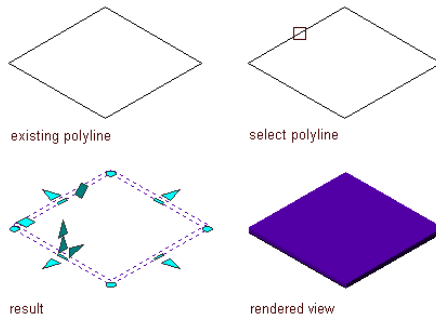 existing polyline
select polyline
result
rendered view